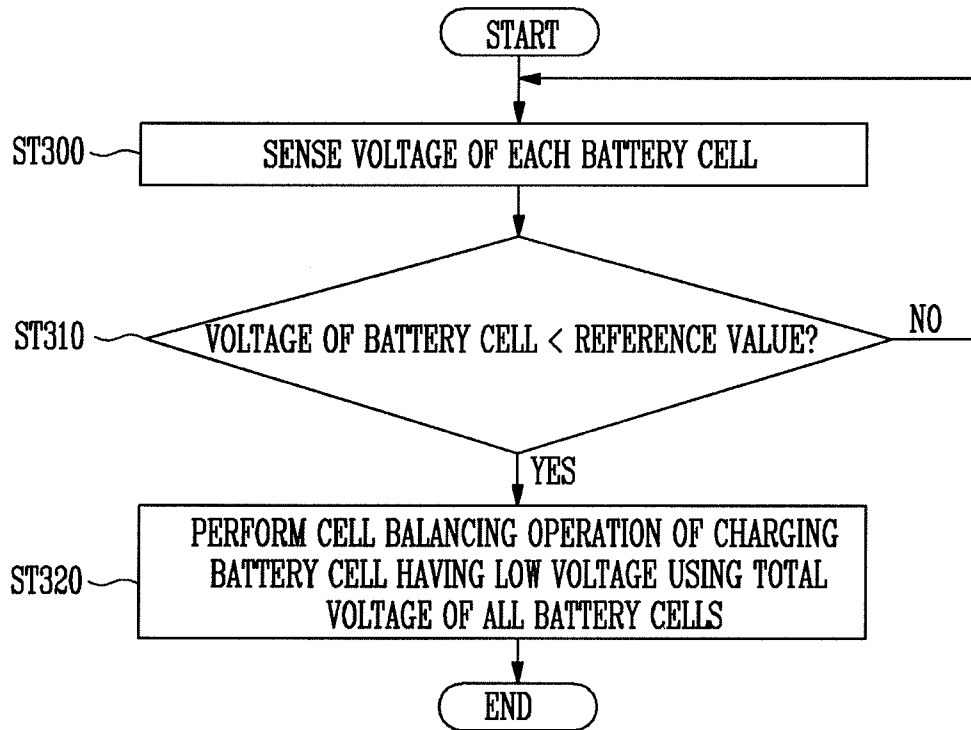 START
ST300
SENSE VOLTAGE OF EACH BATTERY CELL
ST310
VOLTAGE OF BATTERY CELL < REFERENCE VALUE?
NO
YES
ST320
PERFORM CELL BALANCING OPERATION OF CHARGING
BATTERY CELL HAVING LOW VOLTAGE USING TOTAL
VOLTAGE OF ALL BATTERY CELLS
END